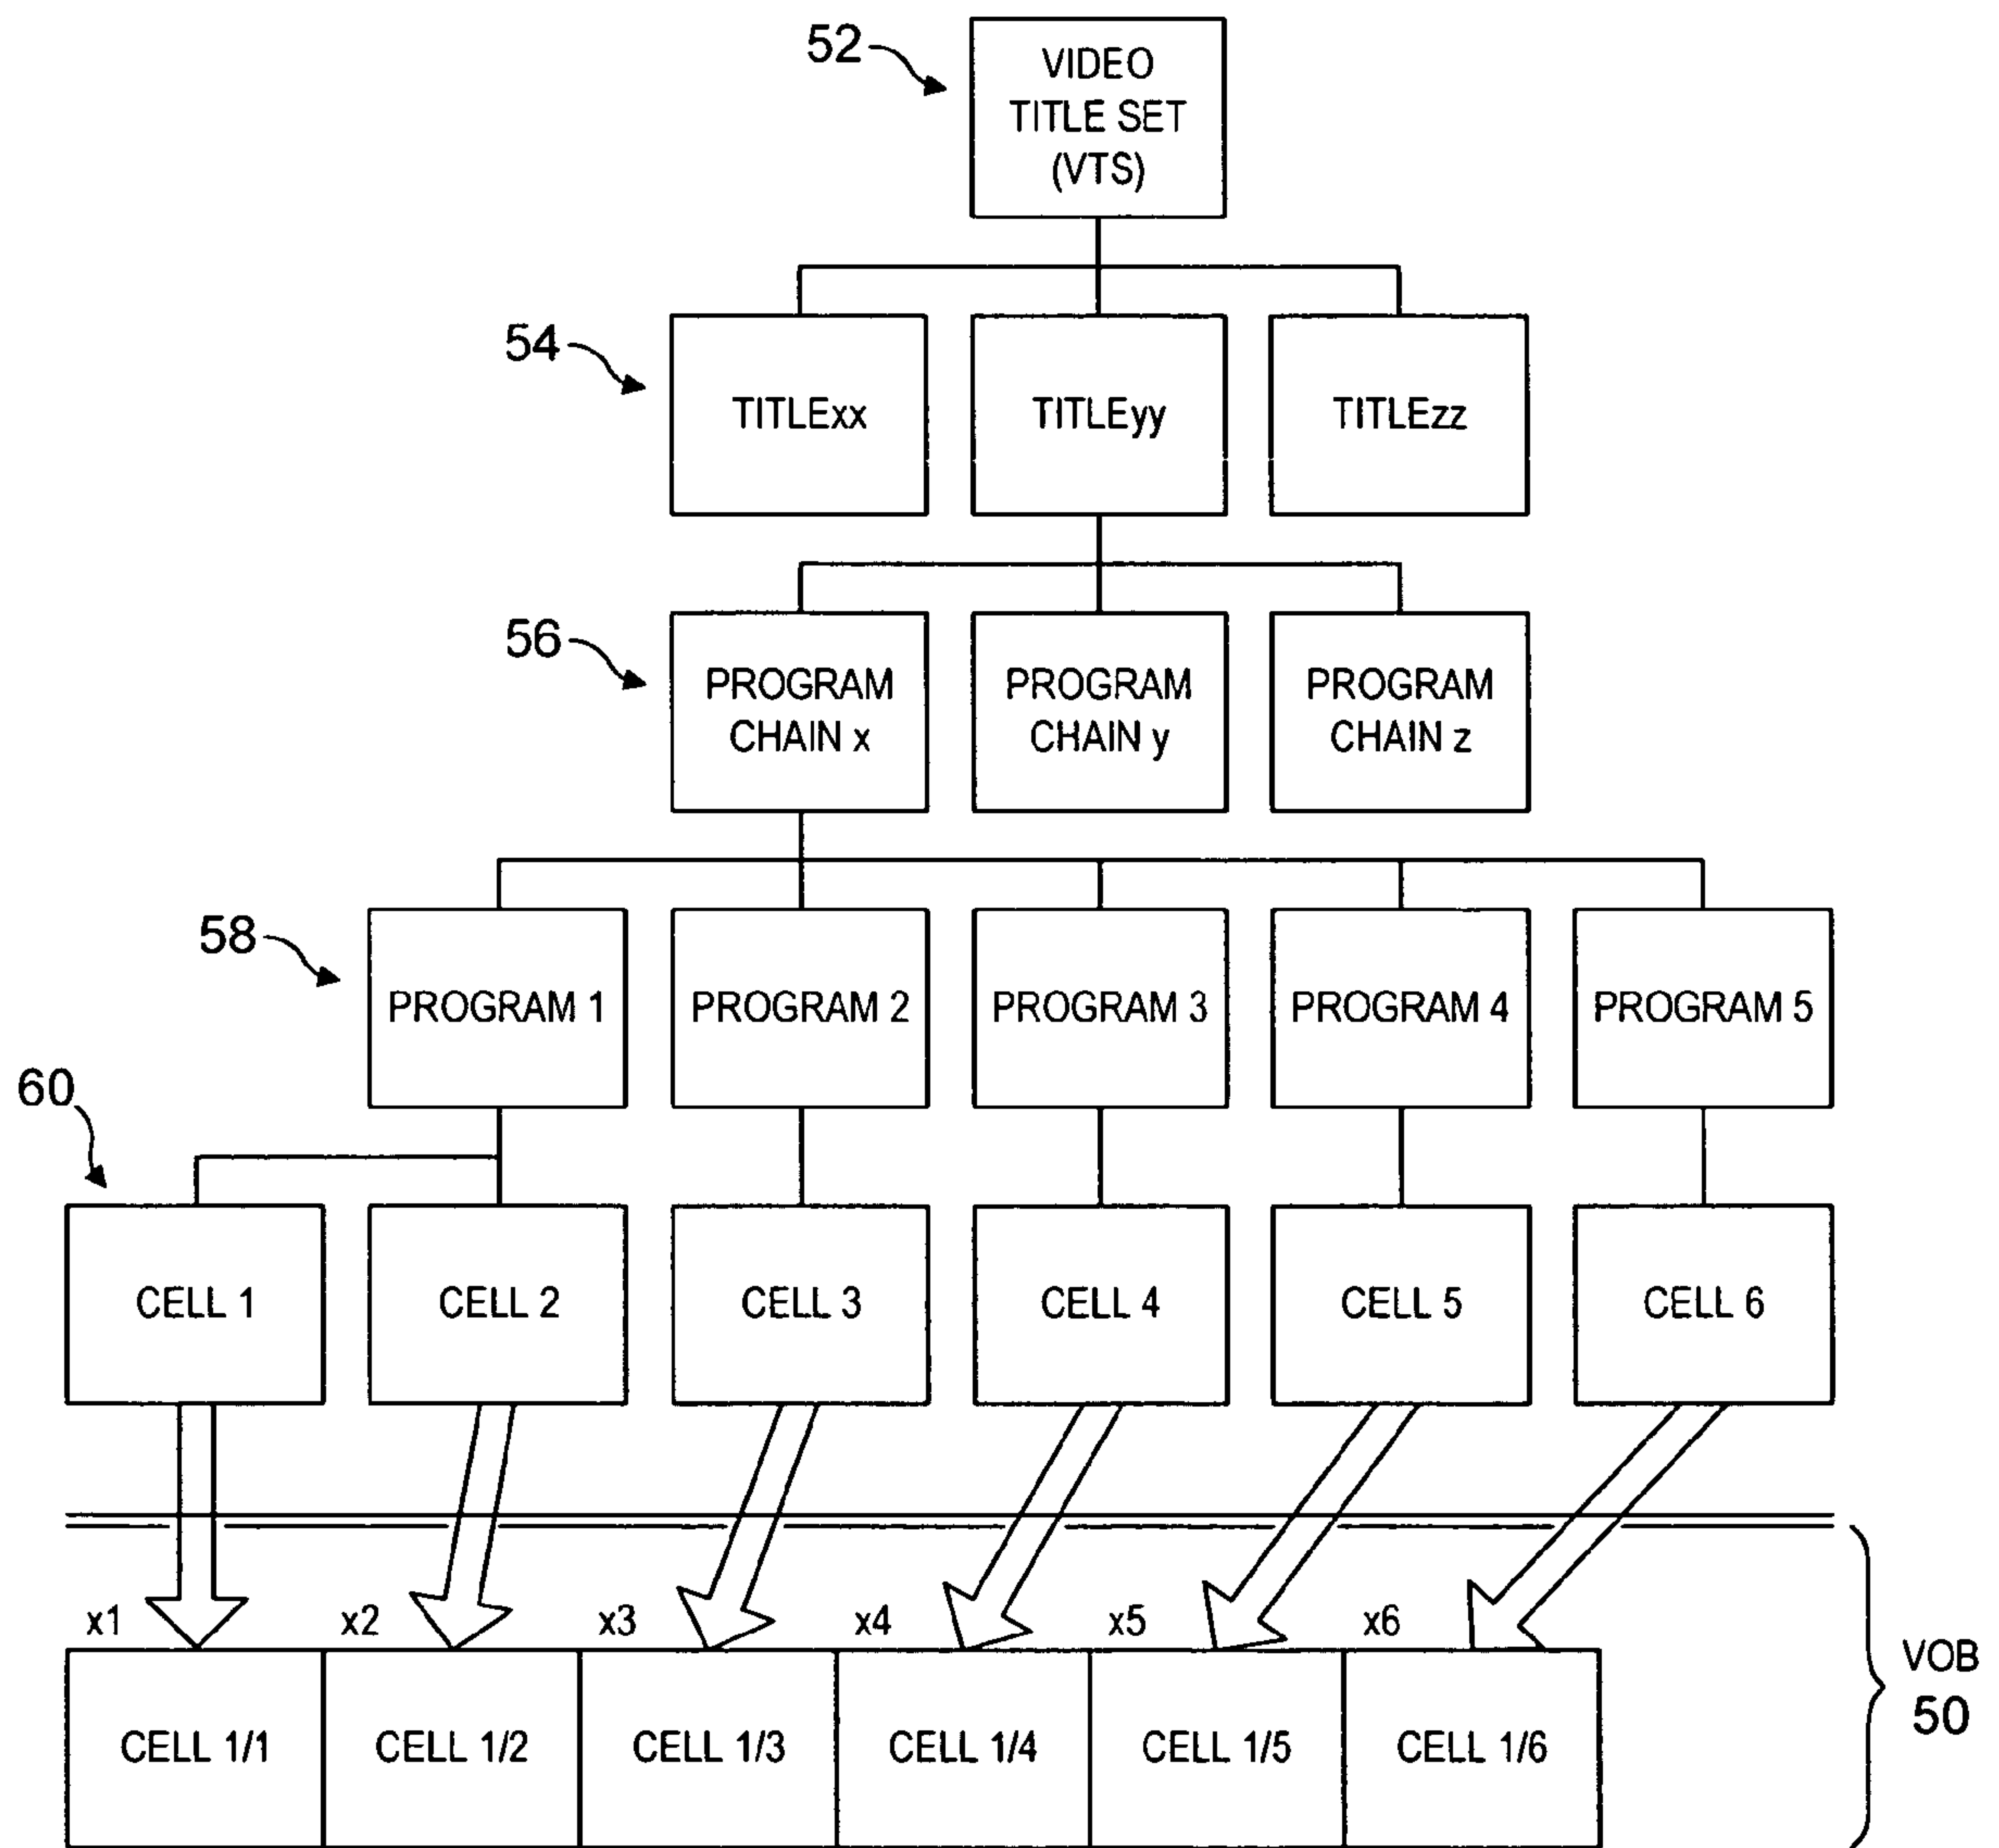 52
VIDEO
TITLE SET
(VTS)
54
TITLExx
TITLEyy
TITLEzz
56
PROGRAM
CHAIN x
PROGRAM
CHAIN y
PROGRAM
CHAIN z
58
PROGRAM 1
PROGRAM 2
PROGRAM 3
PROGRAM 4
PROGRAM 5
60
CELL 1
CELL 2
CELL 3
CELL 4
CELL 5
CELL 6
x1
x2
x3
x4
x5
x6
CELL 1/1
CELL 1/2
CELL 1/3
CELL 1/4
CELL 1/5
CELL 1/6
VOB
50